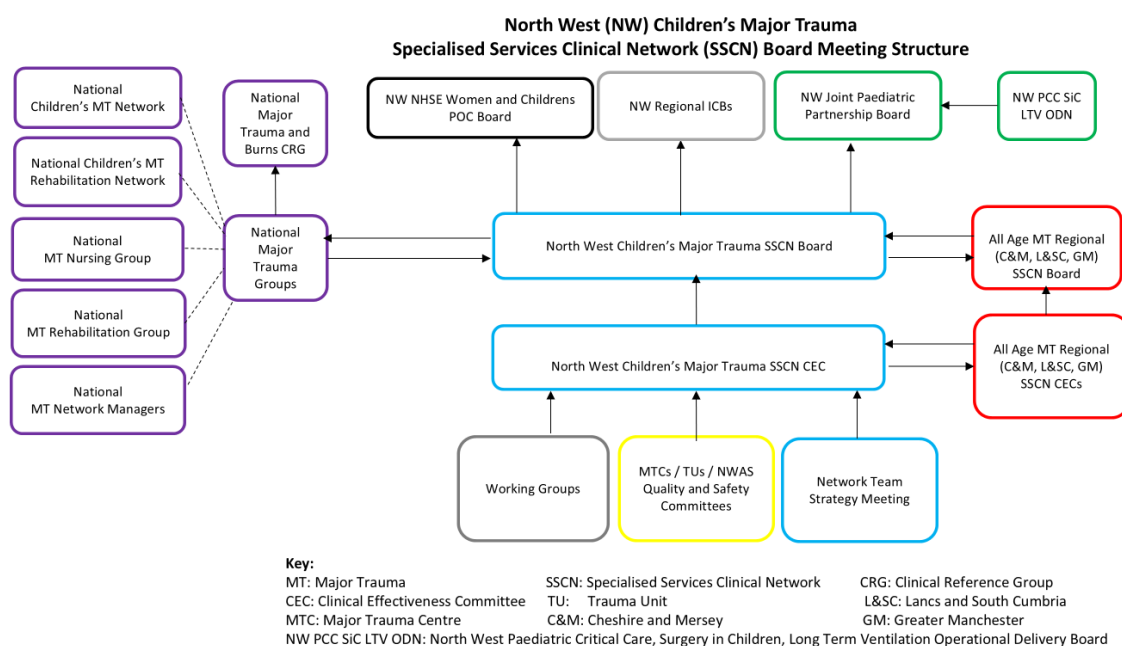 North West (NW) Children’s Major Trauma
Specialised Services Clinical Network (SSCN) Board Meeting Structure
National
Children’s MT Network
National Children’s MT
Rehabilitation Network
National
MT Nursing Group
National
MT Rehabilitation Group
National
MT Network Managers
National
Major
Trauma and
Burns CRG
National
Major
Trauma
Groups
NW NHSE Women and Childrens
POC Board
NW Regional ICBs
NW Joint Paediatric
Partnership Board
NW PCC SiC
LTV ODN
North West Children’s Major Trauma SSCN Board
All Age MT Regional
(C&M, L&SC, GM)
SSCN Board
North West Children’s Major Trauma SSCN CEC
All Age MT Regional
(C&M, L&SC, GM)
SSCN CECs
Working Groups
MTCs / TUs / NWAS
Quality and Safety
Committees
Network Team
Strategy Meeting
Key:
MT: Major Trauma SSCN: Specialised Services Clinical Network CRG: Clinical Reference Group
CEC: Clinical Effectiveness Committee TU: Trauma Unit L&SC: Lancs and South Cumbria
MTC: Major Trauma Centre C&M: Cheshire and Mersey GM: Greater Manchester
NW PCC SiC LTV ODN: North West Paediatric Critical Care, Surgery in Children, Long Term Ventilation Operational Delivery Board